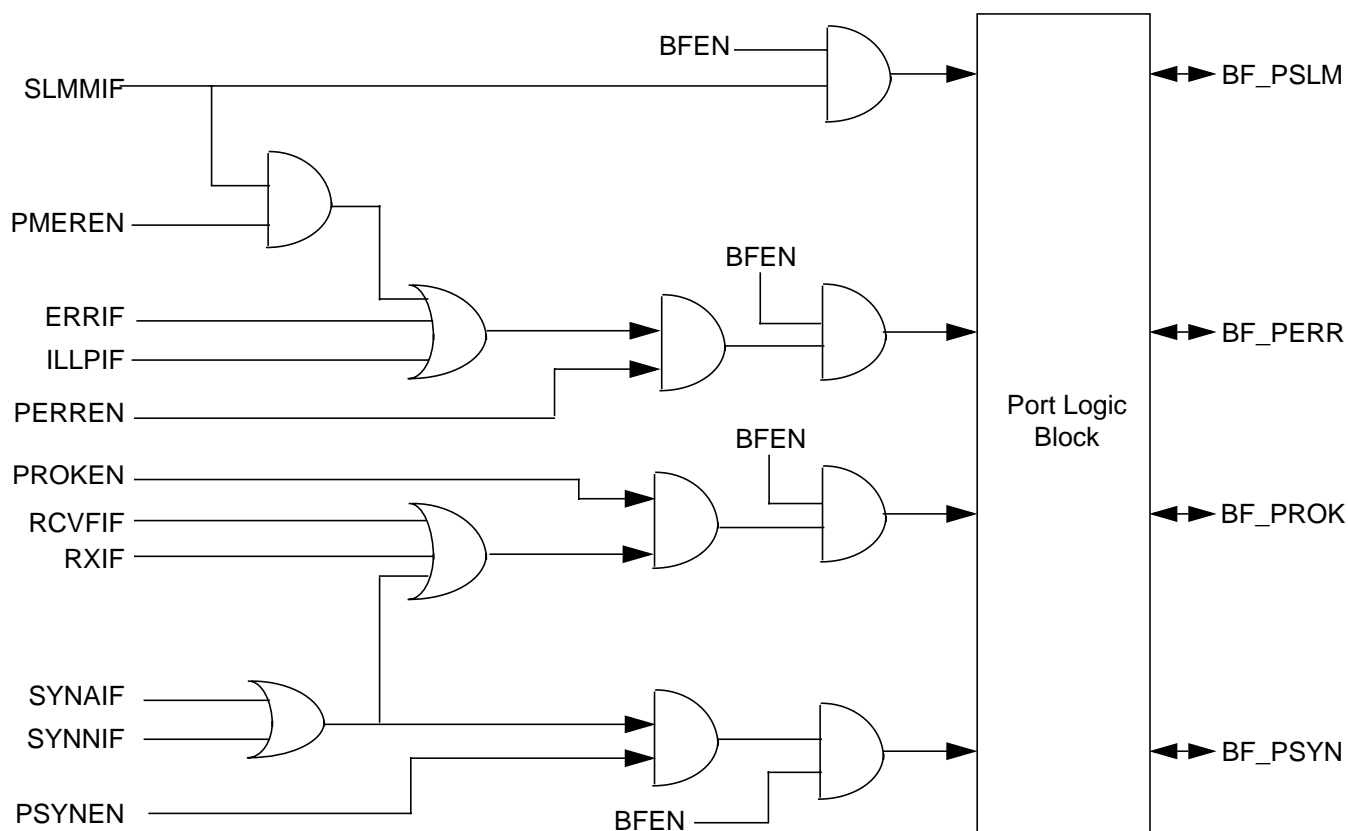 BFEN
SLMMIF
BF_PSLM
PMEREN
BFEN
ERRIF
BF_PERR
ILLPIF
PERREN
Port Logic
Block
BFEN
PROKEN
RCVFIF
BF_PROK
RXIF
SYNAIF
SYNNIF
BF_PSYN
PSYNEN
BFEN